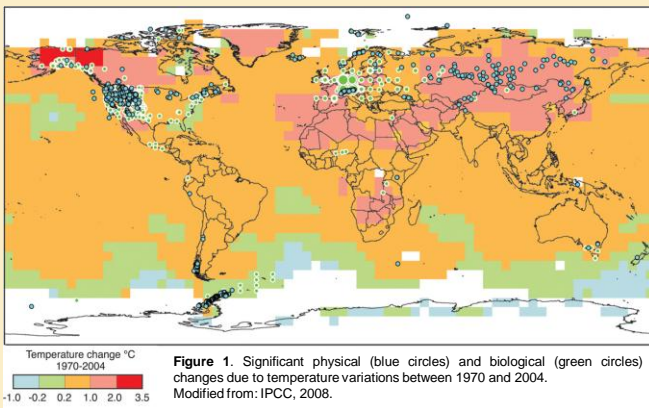 Temperature change °C
1970-2004
-1.0 -0.2 0.2 1.0 2.0 3.5
Figure 1. Significant physical (blue circles) and biological (green circles)
changes due to temperature variations between 1970 and 2004.
Modified from: IPCC, 2008.